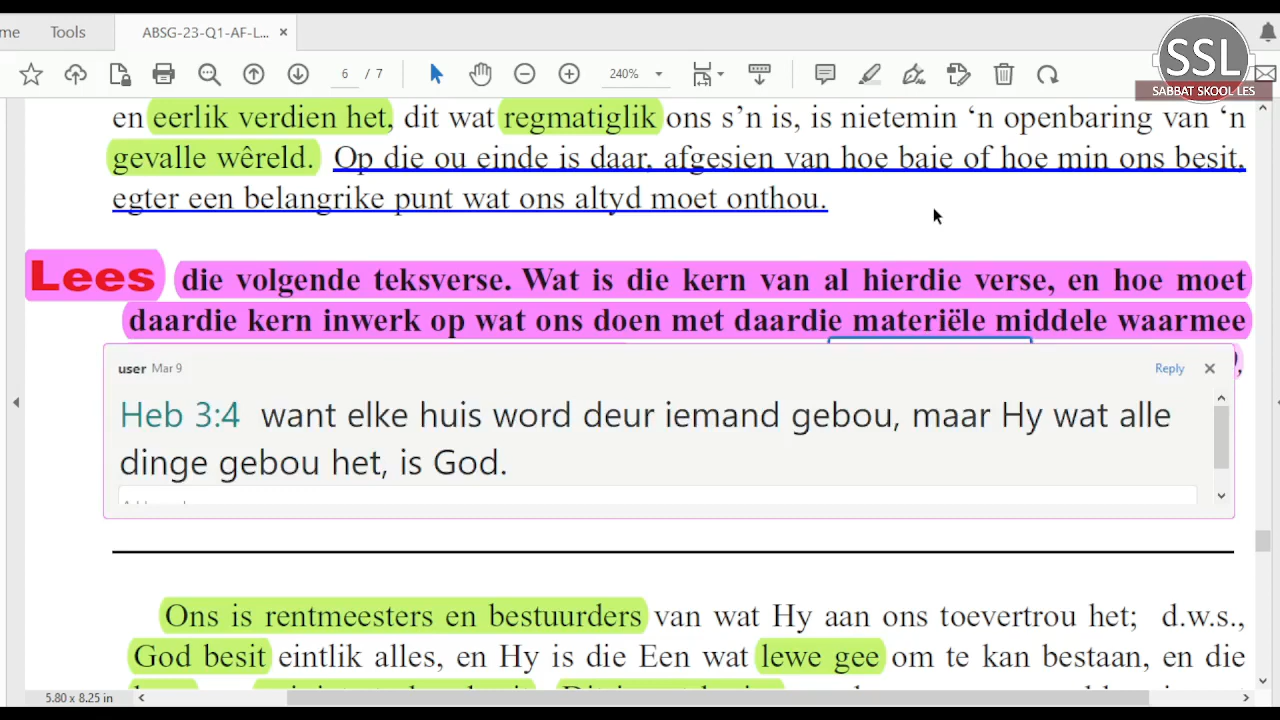 me Tools ABSG-23-Q1-AF-L... ×
6 / 7 240%
SSL
SABBAT SKOOL LES
en eerlik verdien het, dit wat regmatiglik ons s’n is, is nietemin ‘n openbaring van ‘n
gevalle wêreld. Op die ou einde is daar, afgesien van hoe baie of hoe min ons besit,
egter een belangrike punt wat ons altyd moet onthou.
Lees die volgende teksverse. Wat is die kern van al hierdie verse, en hoe moet
daardie kern inwerk op wat ons doen met daardie materiële middele waarmee
user Mar 9 Reply ×
Heb 3:4 want elke huis word deur iemand gebou, maar Hy wat alle
dinge gebou het, is God.
Ons is rentmeesters en bestuurders van wat Hy aan ons toevertrou het; d.w.s.,
God besit eintlik alles, en Hy is die Een wat lewe gee om te kan bestaan, en die
5.80 x 8.25 in